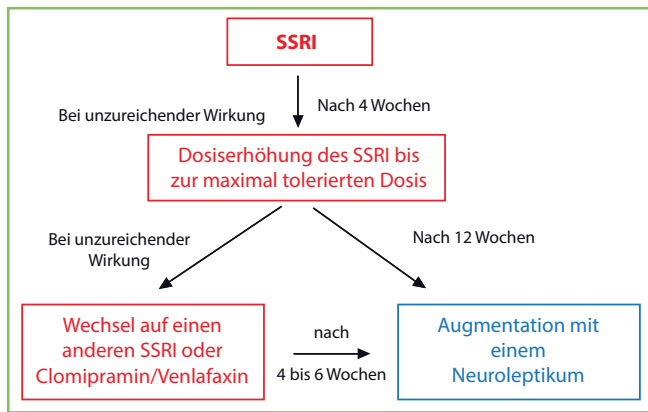 SSRI
Bei unzureichender Wirkung
Nach 4 Wochen
Dosiserhöhung des SSRI bis
zur maximal tolerierten Dosis
Bei unzureichender
Wirkung
Nach 12 Wochen
Wechsel auf einen
anderen SSRI oder
Clomipramin/Venlafaxin
nach
4 bis 6 Wochen
Augmentation mit
einem
Neuroleptikum